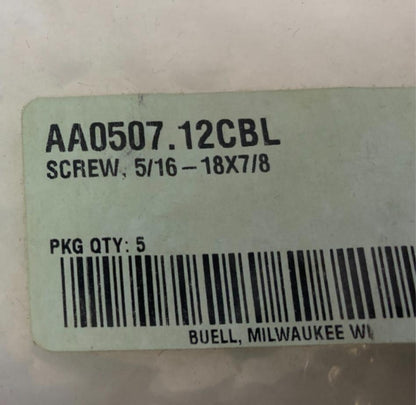 AA0507.12CBL
SCREW, 5/16-18X7/8
PKG QTY: 5
BUELL, MILWAUKEE WI